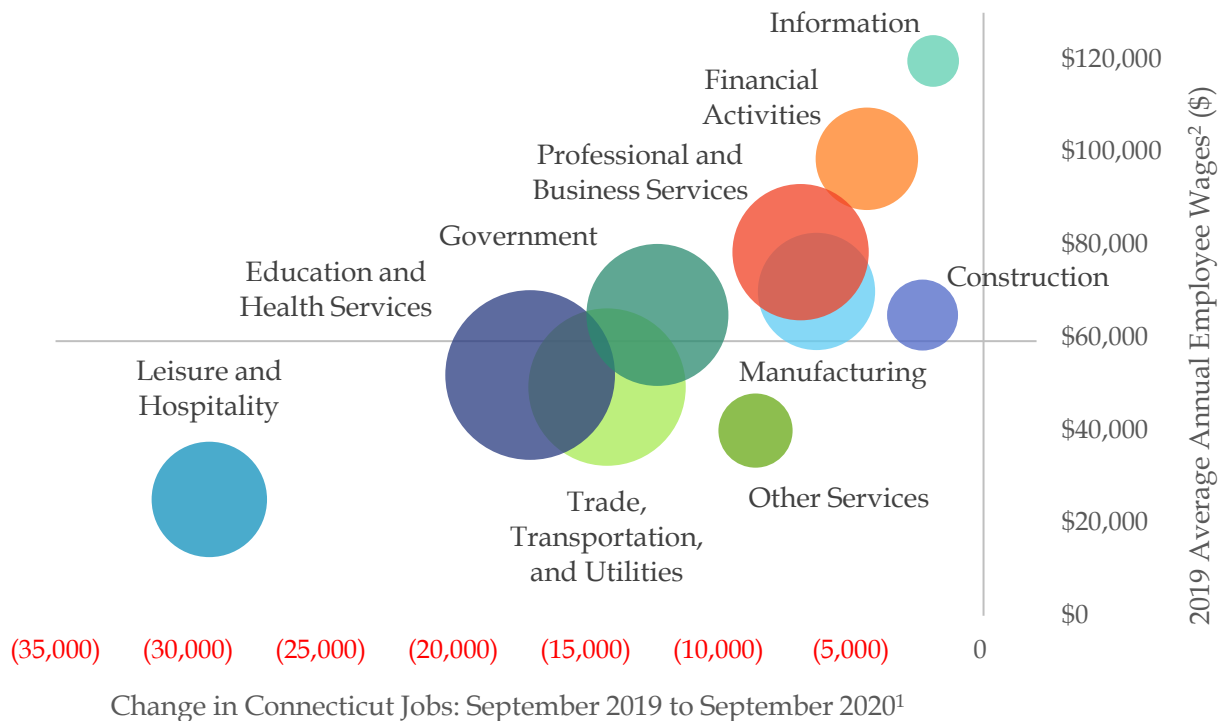 Information
$120,000
Financial
Activities
$100,000
Professional and
Business Services
Government
$80,000
Education and
Health Services
Construction
$60,000
Leisure and
Hospitality
Manufacturing
$40,000
Other Services
Trade,
Transportation,
and Utilities
$20,000
$0
2019 Average Annual Employee Wages² ($)
(35,000) (30,000) (25,000) (20,000) (15,000) (10,000) (5,000) 0
Change in Connecticut Jobs: September 2019 to September 2020¹